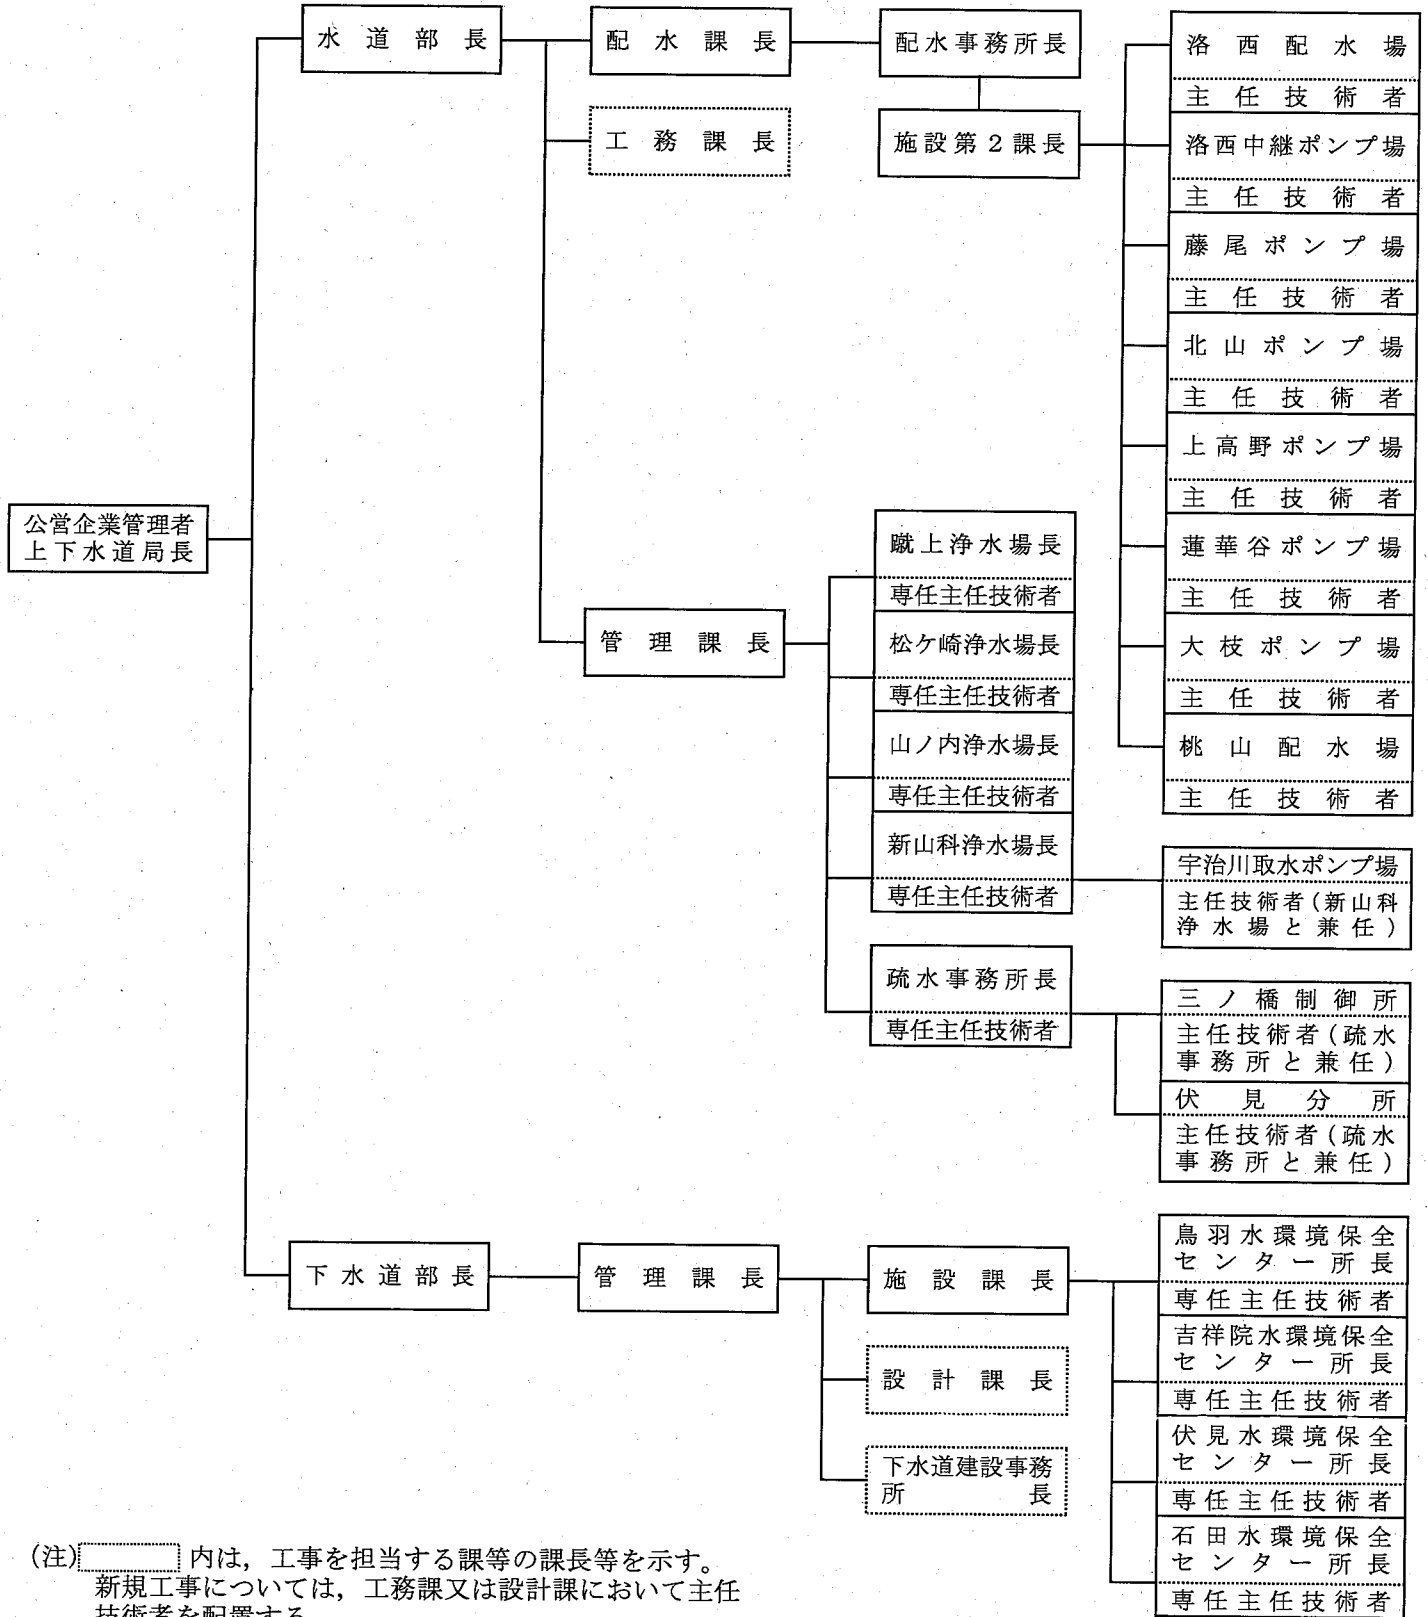 公営企業管理者
上下水道局長
水道部長
配水課長
工務課長
配水事務所長
施設第2課長
洛西配水場
主任技術者
洛西中継ポンプ場
主任技術者
藤尾ポンプ場
主任技術者
北山ポンプ場
主任技術者
上高野ポンプ場
主任技術者
蓮華谷ポンプ場
主任技術者
大枝ポンプ場
主任技術者
桃山配水場
主任技術者
管理課長
蹴上浄水場長
専任主任技術者
松ケ崎浄水場長
専任主任技術者
山ノ内浄水場長
専任主任技術者
新山科浄水場長
専任主任技術者
宇治川取水ポンプ場
主任技術者(新山科
浄水場と兼任)
疏水事務所長
専任主任技術者
三ノ橋制御所
主任技術者(疏水
事務所と兼任)
伏見分所
主任技術者(疏水
事務所と兼任)
下水道部長
管理課長
施設課長
設計課長
下水道建設事務
所長
鳥羽水環境保全
センター所長
専任主任技術者
吉祥院水環境保全
センター所長
専任主任技術者
伏見水環境保全
センター所長
専任主任技術者
石田水環境保全
センター所長
専任主任技術者
(注) 内は,工事を担当する課等の課長等を示す。
新規工事については,工務課又は設計課において主任
技術者を配置する